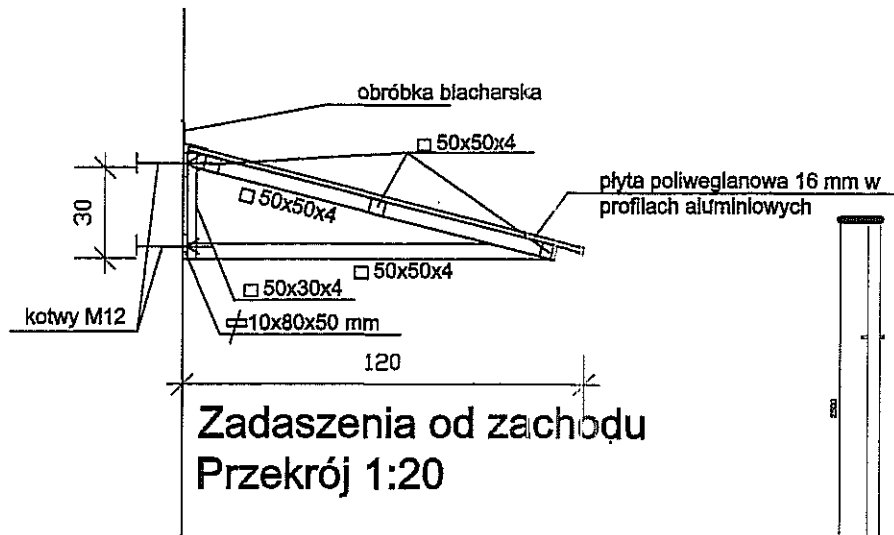 obróbka blacharska
□ 50x50x4
płyta poliweglanowa 16 mm w
profilach aluminiowych
□ 50x50x4
30
□ 50x50x4
□ 50x30x4
kotwy M12
10x80x50 mm
120
Zadaszenia od zachodu
Przekrój 1:20